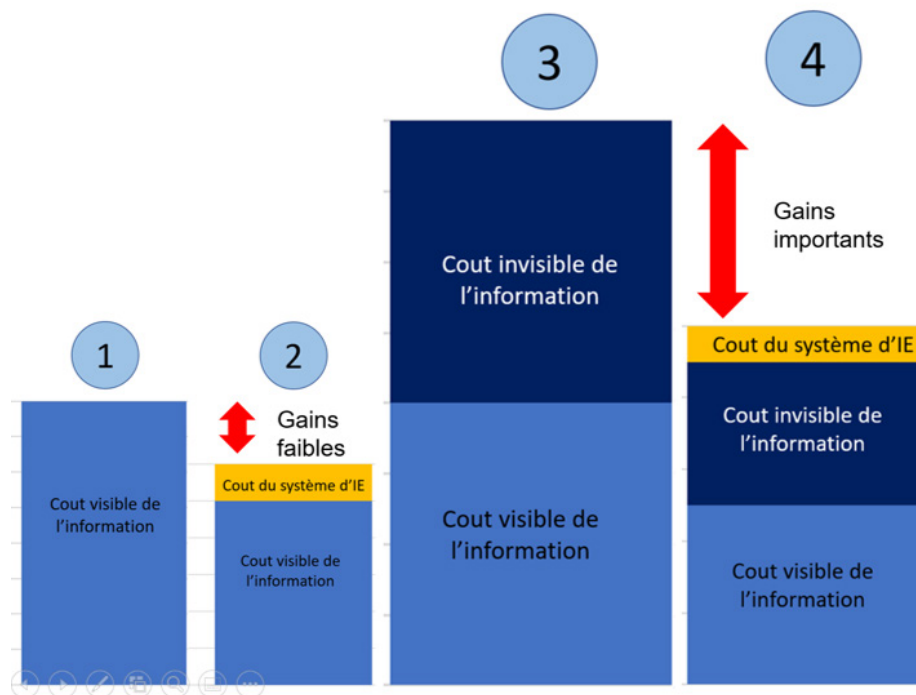 1
Cout visible de
l'information
2
Gains
faibles
Cout du système d'IE
Cout visible de
l'information
3
Cout invisible de
l'information
Cout visible de
l'information
4
Gains
importants
Cout du système d'IE
Cout invisible de
l'information
Cout visible de
l'information